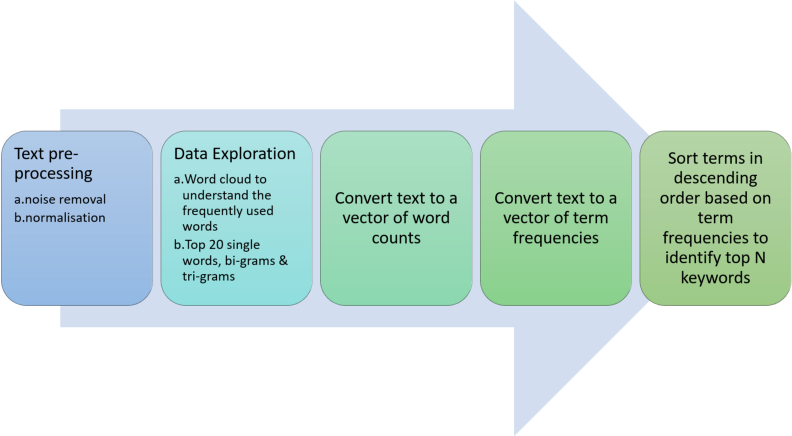 Text pre-
processing
a.noise removal
b.normalisation
Data Exploration
a.Word cloud to
understand the
frequently used
words
b.Top 20 single
words, bi-grams &
tri-grams
Convert text to a
vector of word
counts
Convert text to a
vector of term
frequencies
Sort terms in
descending
order based on
term
frequencies to
identify top N
keywords